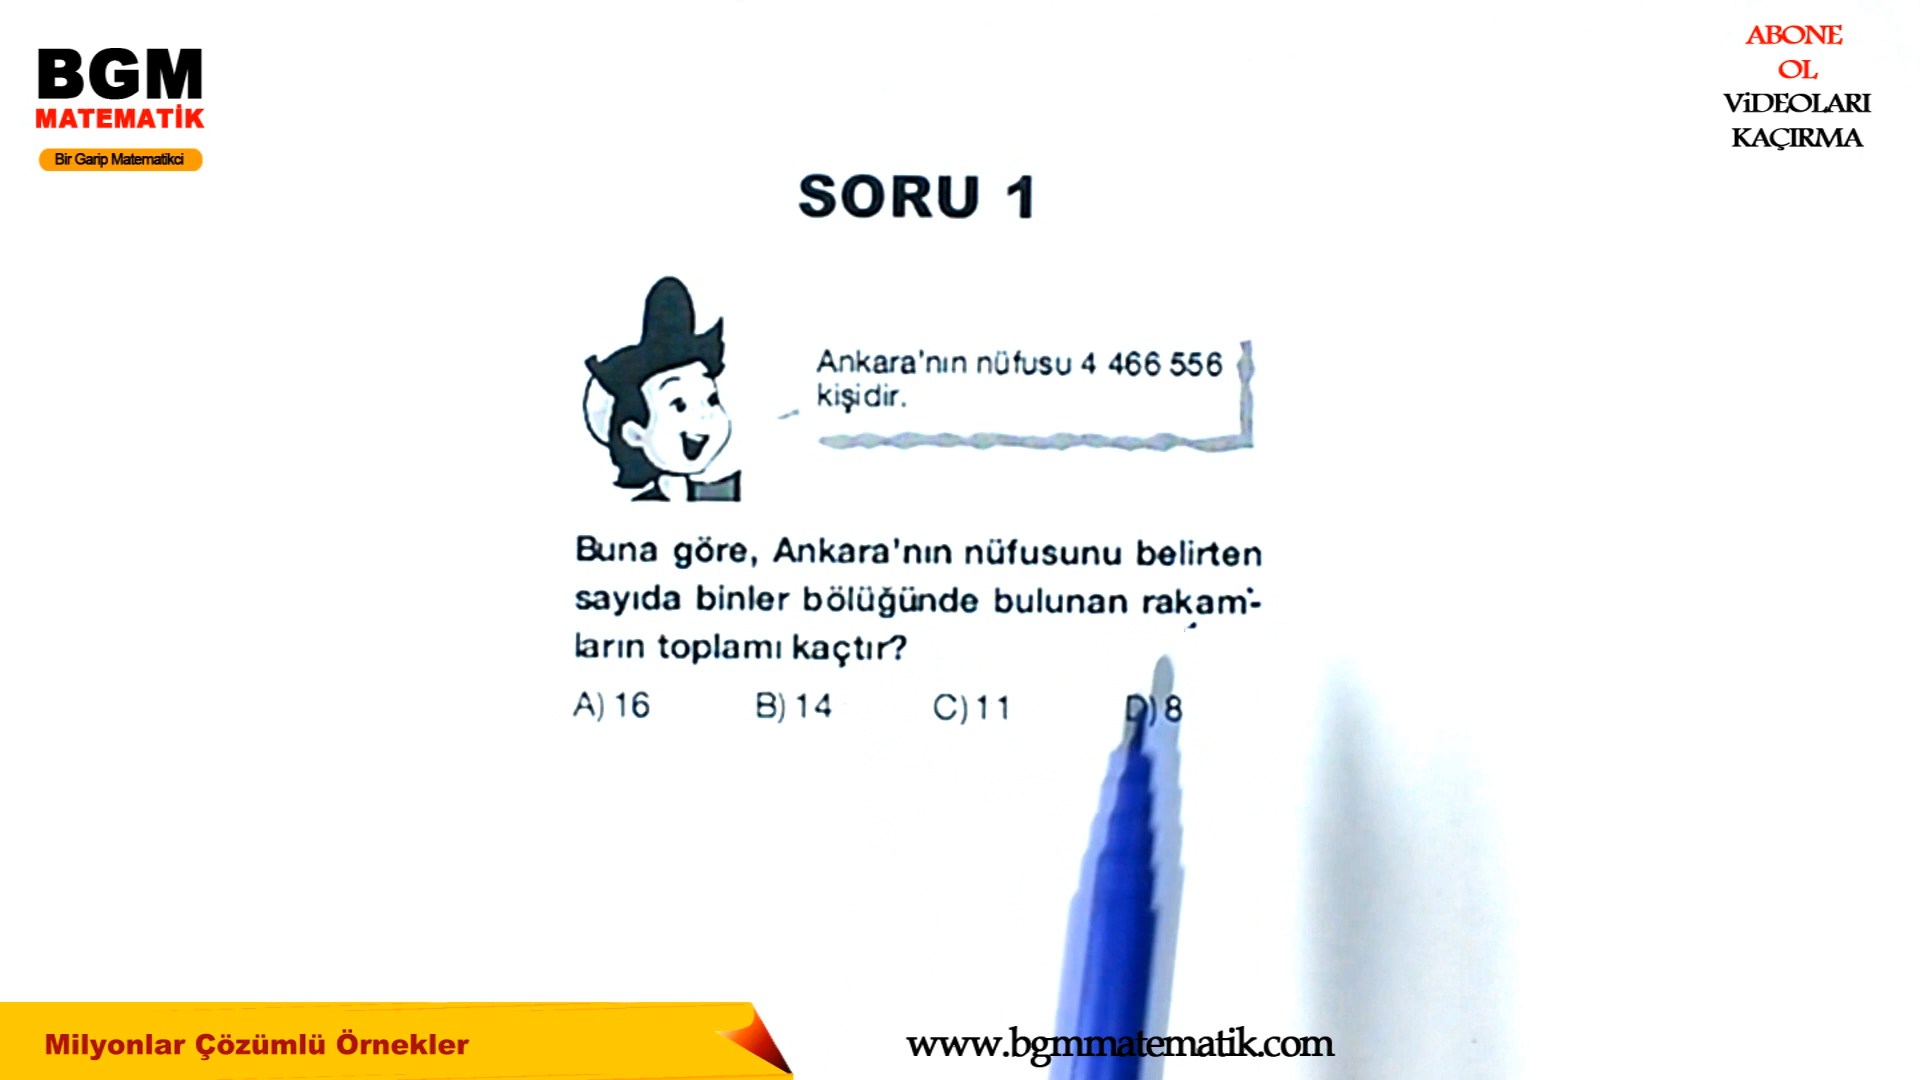 BGM
MATEMATİK
Bir Garip Matematikci
ABONE
OL
ViDEOLARI
KAÇIRMA
SORU 1
Ankara'nın nüfusu 4 466 556
kişidir.
Buna göre, Ankara'nın nüfusunu belirten
sayıda binler bölüğünde bulunan rakam-
ların toplamı kaçtır?
A) 16 B) 14 C) 11 D) 8
Milyonlar Çözümlü Örnekler
www.bgmmatematik.com